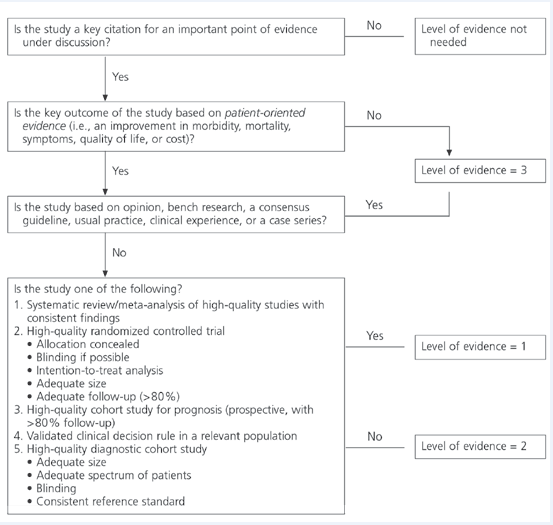 Is the study a key citation for an important point of evidence
under discussion?
No
Level of evidence not
needed
Yes
Is the key outcome of the study based on patient-oriented
evidence (i.e., an improvement in morbidity, mortality,
symptoms, quality of life, or cost)?
No
Level of evidence = 3
Yes
Is the study based on opinion, bench research, a consensus
guideline, usual practice, clinical experience, or a case series?
Yes
No
Is the study one of the following?
1. Systematic review/meta-analysis of high-quality studies with
consistent findings
2. High-quality randomized controlled trial
• Allocation concealed
• Blinding if possible
• Intention-to-treat analysis
• Adequate size
• Adequate follow-up (>80%)
3. High-quality cohort study for prognosis (prospective, with
>80% follow-up)
4. Validated clinical decision rule in a relevant population
5. High-quality diagnostic cohort study
• Adequate size
• Adequate spectrum of patients
• Blinding
• Consistent reference standard
Yes
Level of evidence = 1
No
Level of evidence = 2